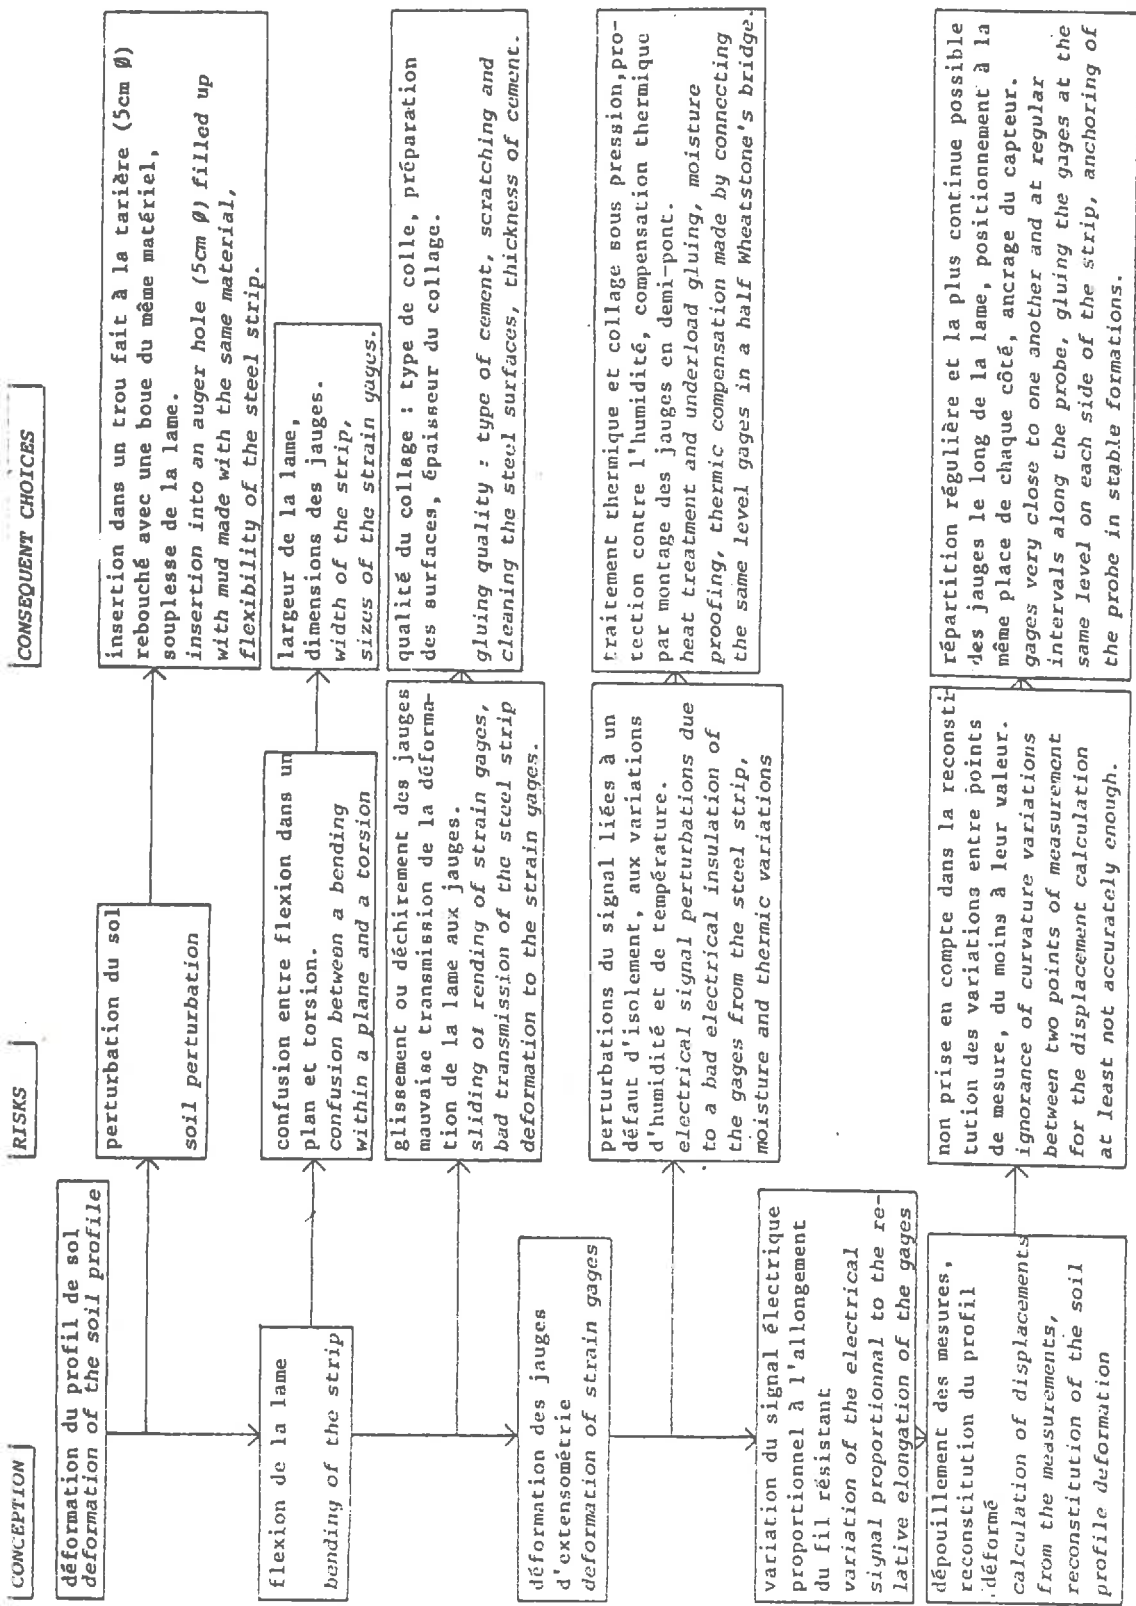 CONCEPTION
RISKS
CONSEQUENT CHOICES
déformation du profil de sol
deformation of the soil profile
perturbation du sol
soil perturbation
insertion dans un trou fait à la tarière (5cm Ø)
rebouché avec une boue du même matériel,
souplesse de la lame.
insertion into an auger hole (5cm Ø) filled up
with mud made with the same material,
flexibility of the steel strip.
flexion de la lame
bending of the strip
confusion entre flexion dans un
plan et torsion.
confusion between a bending
within a plane and a torsion
largeur de la lame,
dimensions des jauges.
width of the strip,
sizes of the strain gages.
glissement ou déchirement des jauges
mauvaise transmission de la déforma-
tion de la lame aux jauges.
sliding or rending of strain gages,
bad transmission of the steel strip
deformation to the strain gages.
qualité du collage : type de colle, préparation
des surfaces, épaisseur du collage.
gluing quality : type of cement, scratching and
cleaning the steel surfaces, thickness of cement.
déformation des jauges
d'extensométrie
deformation of strain gages
perturbations du signal liées à un
défaut d'isolement, aux variations
d'humidité et de température.
electrical signal perturbations due
to a bad electrical insulation of
the gages from the steel strip,
moisture and thermic variations
traitement thermique et collage sous pression,pro-
tection contre l'humidité, compensation thermique
par montage des jauges en demi-pont.
heat treatment and underload gluing, moisture
proofing, thermic compensation made by connecting
the same level gages in a half Wheatstone's bridge.
variation du signal électrique
proportionnel à l'allongement
du fil résistant
variation of the electrical
signal proportionnal to the re-
lative elongation of the gages
dépouillement des mesures,
reconstitution du profil
déformé
calculation of displacements
from the measurements,
reconstitution of the soil
profile deformation
non prise en compte dans la reconsti-
tution des variations entre points
de mesure, du moins à leur valeur.
ignorance of curvature variations
between two points of measurement
for the displacement calculation
at least not accurately enough.
répartition régulière et la plus continue possible
des jauges le long de la lame, positionnement à la
même place de chaque côté, ancrage du capteur.
gages very close to one another and at regular
intervals along the probe, gluing the gages at the
same level on each side of the strip, anchoring of
the probe in stable formations.